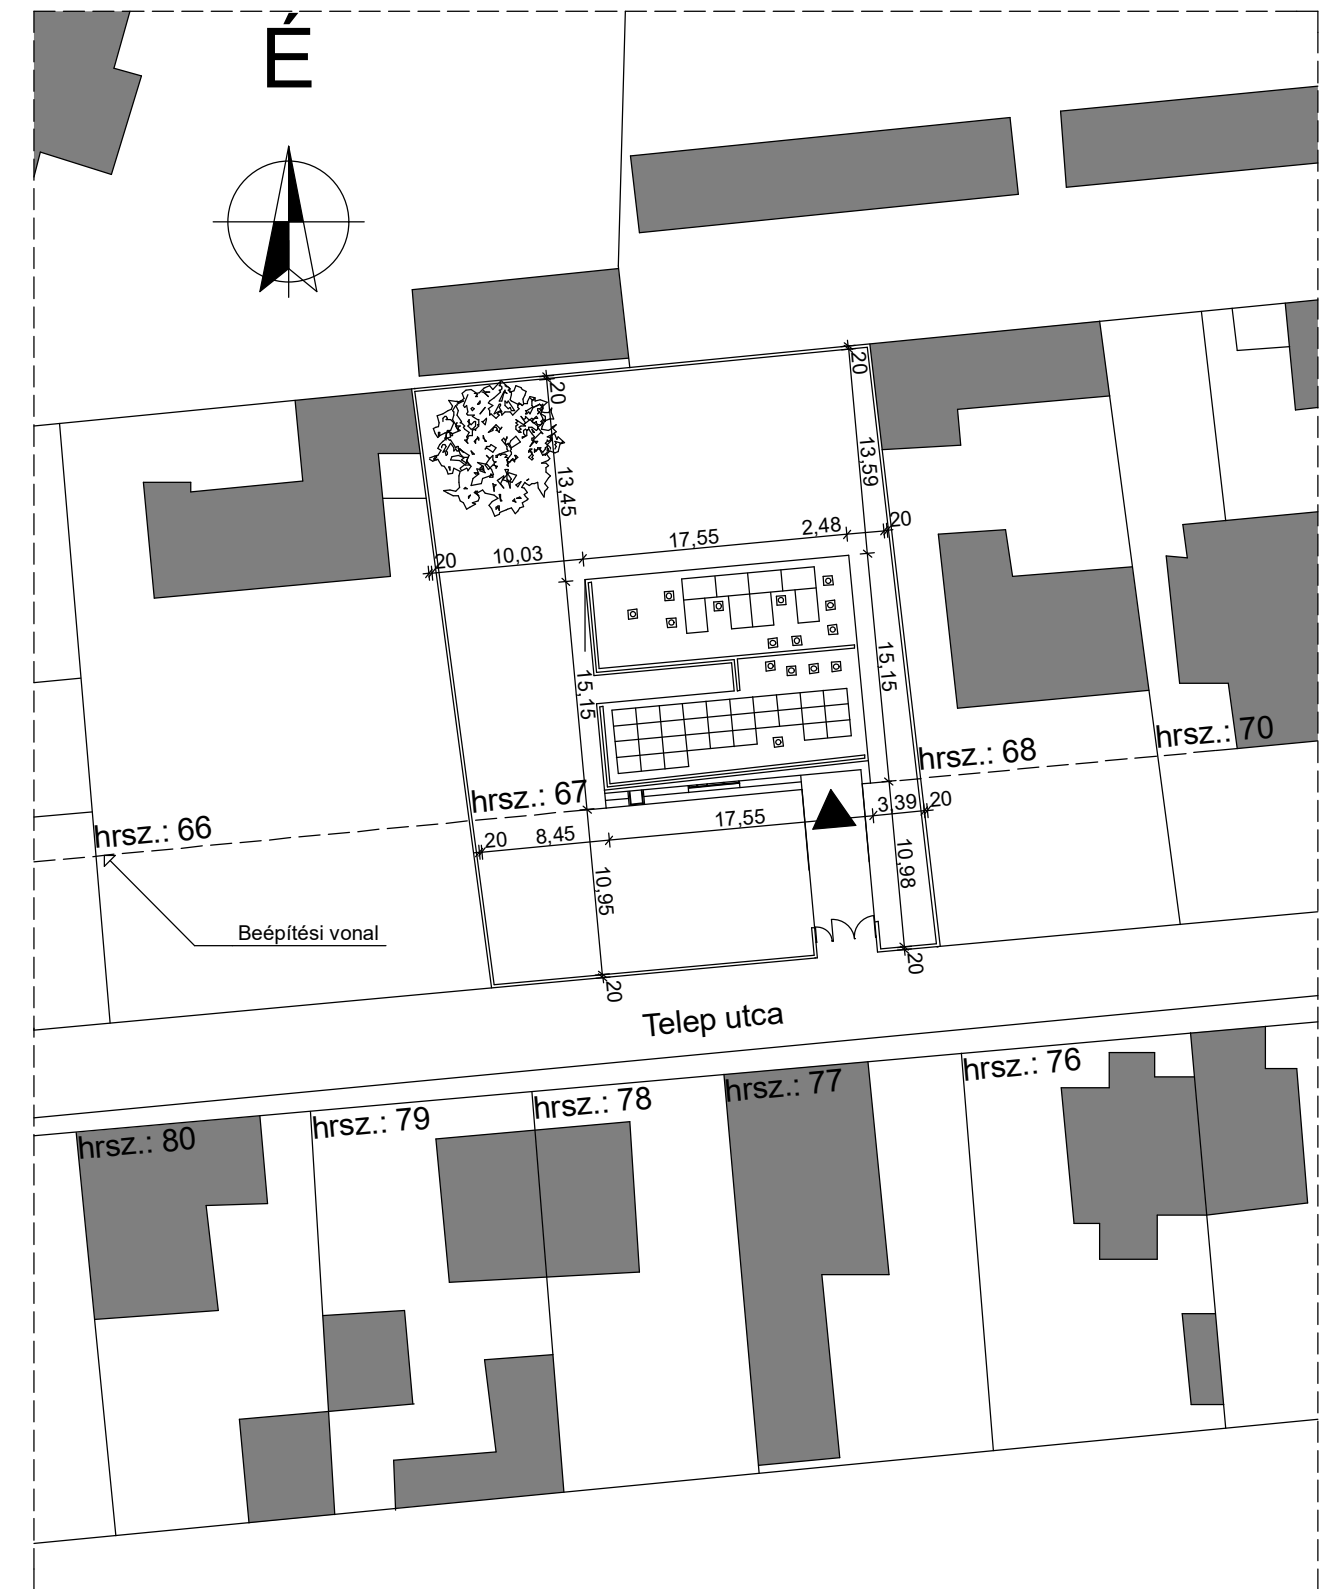 É
20
20
13,45
13,59
20
10,03
17,55
2,48
20
15,15
15,15
hrsz.: 70
hrsz.: 68
hrsz.: 67
hrsz.: 66
20
8,45
17,55
3,39
20
10,95
10,98
Beépítési vonal
20
20
Telep utca
hrsz.: 76
hrsz.: 77
hrsz.: 78
hrsz.: 79
hrsz.: 80